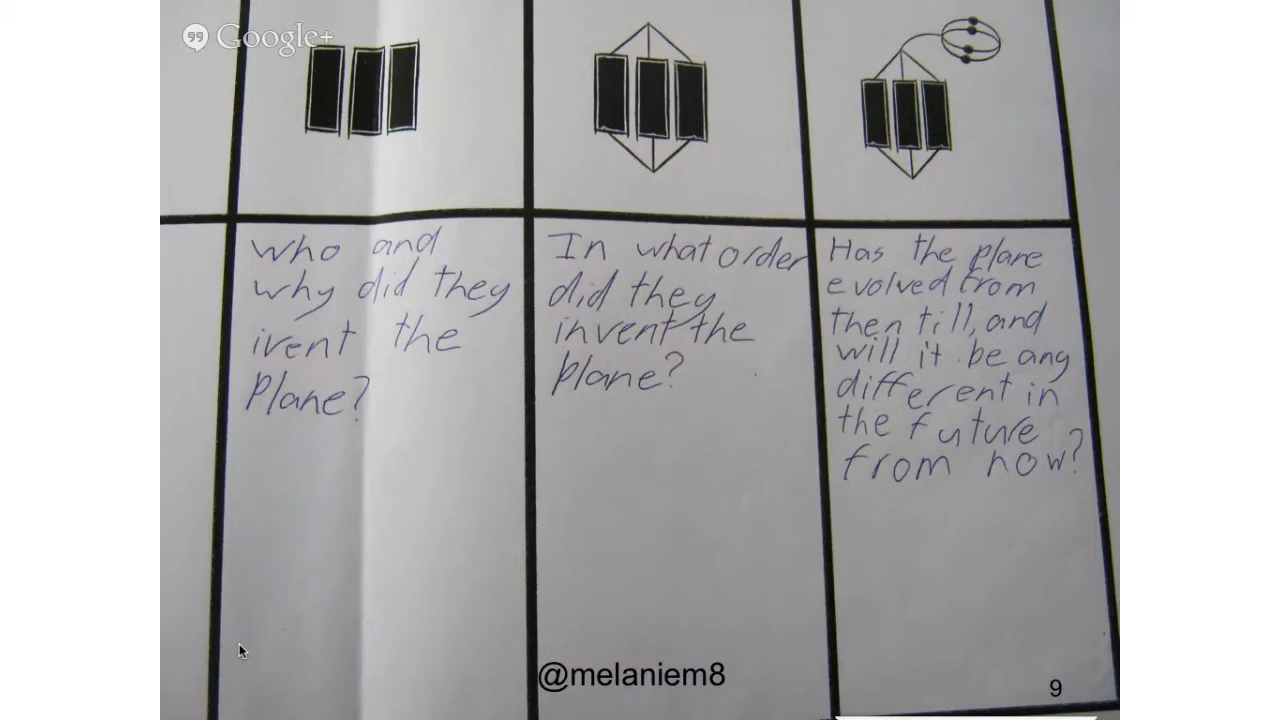 Google+
Who and
why did they
ivent the
Plane?
In what order
did they
invent the
plane?
Has the plane
evolved from
then till, and
will it be any
different in
the future
from now?
@melaniem8
9